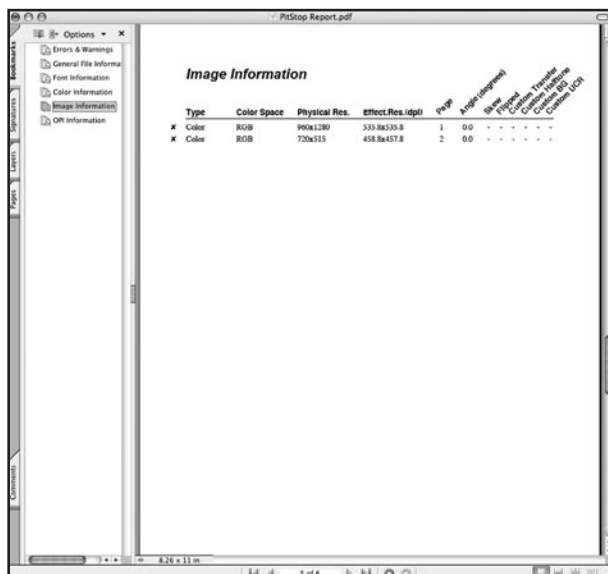 PitStop Report.pdf
Options
Bookmarks
Signatures
Layers
Pages
Comments
Errors & Warnings
General File Informa
Font Information
Color Information
Image Information
OPI Information
Image Information
Type Color Space Physical Res. Effect.Res.(dpi) Page Angle (degrees) Skew Flipped Custom Transfer Custom Halftone Custom BG Custom UCR
✘ Color RGB 960x1280 535.8x535.8 1 0.0 - - - - - -
✘ Color RGB 720x515 458.8x457.8 2 0.0 - - - - - -
8.26 x 11 in
5 of 6